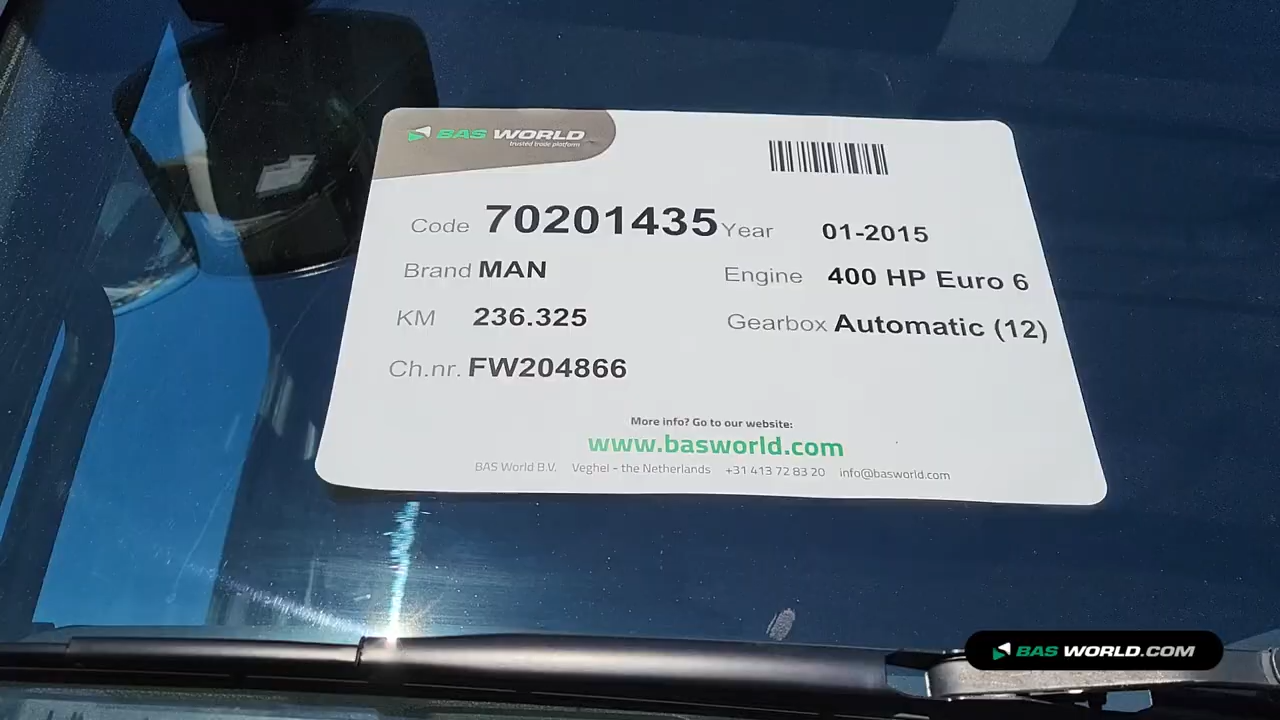 BAS WORLD
trusted trade platform
Code 70201435 Year 01-2015
Brand MAN Engine 400 HP Euro 6
KM 236.325 Gearbox Automatic (12)
Ch.nr. FW204866
More info? Go to our website:
www.basworld.com
BAS World B.V. Veghel - the Netherlands +31 413 72 83 20 info@basworld.com
BAS WORLD.COM